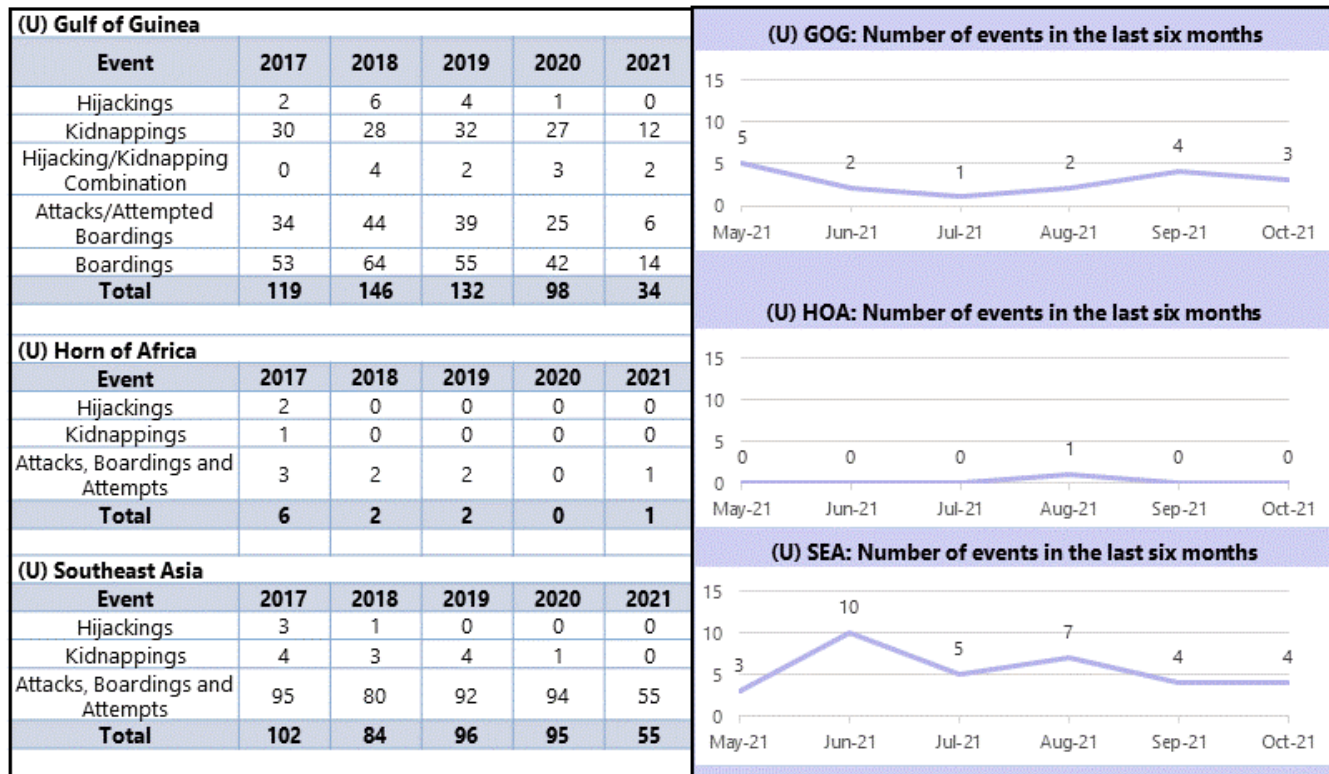 (U) Gulf of Guinea
Event 2017 2018 2019 2020 2021
Hijackings 2 6 4 1 0
Kidnappings 30 28 32 27 12
Hijacking/Kidnapping
Combination 0 4 2 3 2
Attacks/Attempted
Boardings 34 44 39 25 6
Boardings 53 64 55 42 14
Total 119 146 132 98 34
(U) Horn of Africa
Event 2017 2018 2019 2020 2021
Hijackings 2 0 0 0 0
Kidnappings 1 0 0 0 0
Attacks, Boardings and
Attempts 3 2 2 0 1
Total 6 2 2 0 1
(U) Southeast Asia
Event 2017 2018 2019 2020 2021
Hijackings 3 1 0 0 0
Kidnappings 4 3 4 1 0
Attacks, Boardings and
Attempts 95 80 92 94 55
Total 102 84 96 95 55
(U) GOG: Number of events in the last six months
15
10
5
0
5 2 1 2 4 3
May-21 Jun-21 Jul-21 Aug-21 Sep-21 Oct-21
(U) HOA: Number of events in the last six months
15
10
5
0
0 0 0 1 0 0
May-21 Jun-21 Jul-21 Aug-21 Sep-21 Oct-21
(U) SEA: Number of events in the last six months
15
10
5
0
3 10 5 7 4 4
May-21 Jun-21 Jul-21 Aug-21 Sep-21 Oct-21